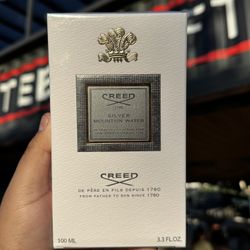 STEE
CREED
SILVER
MOUNTAIN WATER
CREED
DE PÈRE EN FILS DEPUIS 1760
FROM FATHER TO SON SINCE 1760
100 ML
3.3 FL.OZ